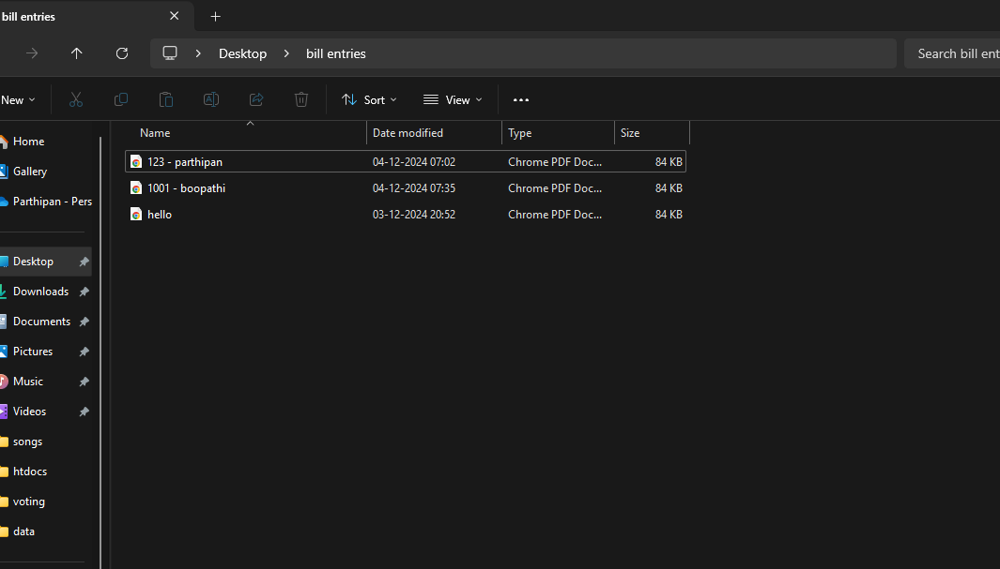 bill entries
Desktop > bill entries
Search bill ent
New
Sort
View
Name Date modified Type Size
Home
Gallery
Parthipan - Pers
Desktop
Downloads
Documents
Pictures
Music
Videos
songs
htdocs
voting
data
123 - parthipan 04-12-2024 07:02 Chrome PDF Doc... 84 KB
1001 - boopathi 04-12-2024 07:35 Chrome PDF Doc... 84 KB
hello 03-12-2024 20:52 Chrome PDF Doc... 84 KB